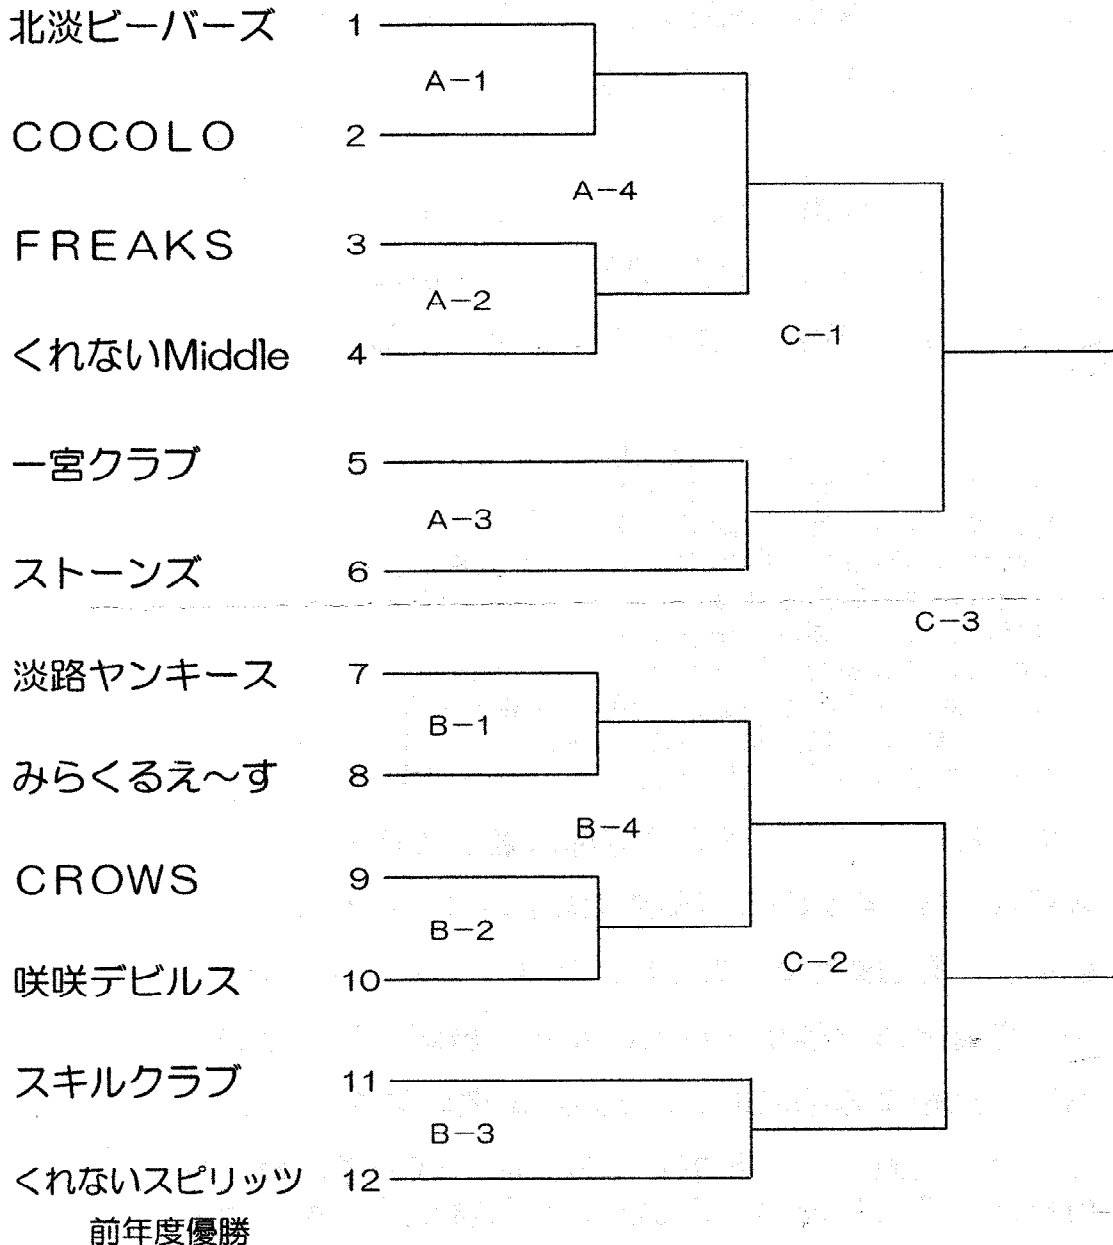 北淡ビーバーズ 1
A-1
COCOLO 2
A-4
FREAKS 3
A-2
C-1
くれないMiddle 4
一宮クラブ 5
A-3
ストーンズ 6
C-3
淡路ヤンキース 7
B-1
みらくるえ～す 8
B-4
CROWS 9
B-2
C-2
咲咲デビルス 10
スキルクラブ 11
B-3
くれないスピリッツ 12
前年度優勝